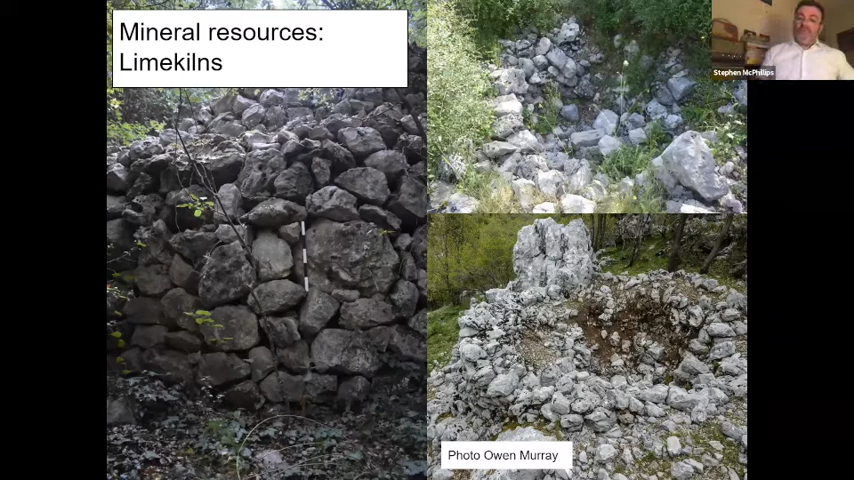 Mineral resources:
Limekilns
Stephen McPhillips
Photo Owen Murray